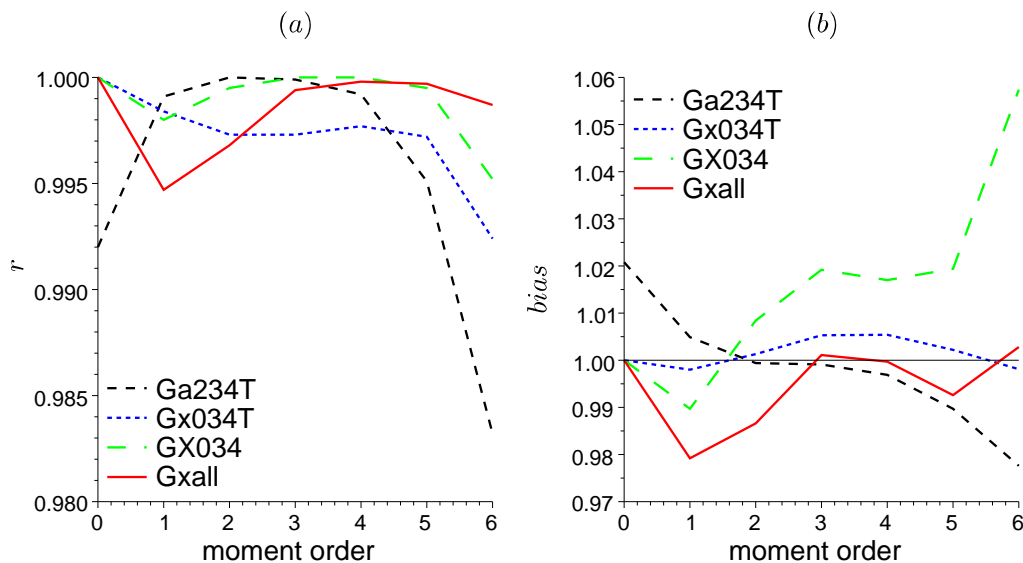 (a)
1.000
0.995
0.990
0.985
0.980
r
Ga234T
Gx034T
GX034
Gxall
0 1 2 3 4 5 6
moment order
(b)
1.06
1.05
1.04
1.03
1.02
1.01
1.00
0.99
0.98
0.97
bias
Ga234T
Gx034T
GX034
Gxall
0 1 2 3 4 5 6
moment order